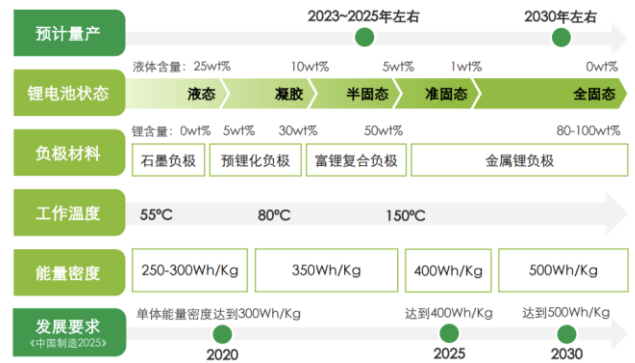 预计量产
2023~2025年左右
2030年左右
液体含量：25wt%
10wt%
5wt%
1wt%
0wt%
锂电池状态
液态
凝胶
半固态
准固态
全固态
锂含量：0wt%
5wt%
30wt%
50wt%
80-100wt%
负极材料
石墨负极
预锂化负极
富锂复合负极
金属锂负极
工作温度
55℃
80℃
150℃
能量密度
250-300Wh/Kg
350Wh/Kg
400Wh/Kg
500Wh/Kg
发展要求
《中国制造2025》
单体能量密度达到300Wh/Kg
达到400Wh/Kg
达到500Wh/Kg
2020
2025
2030